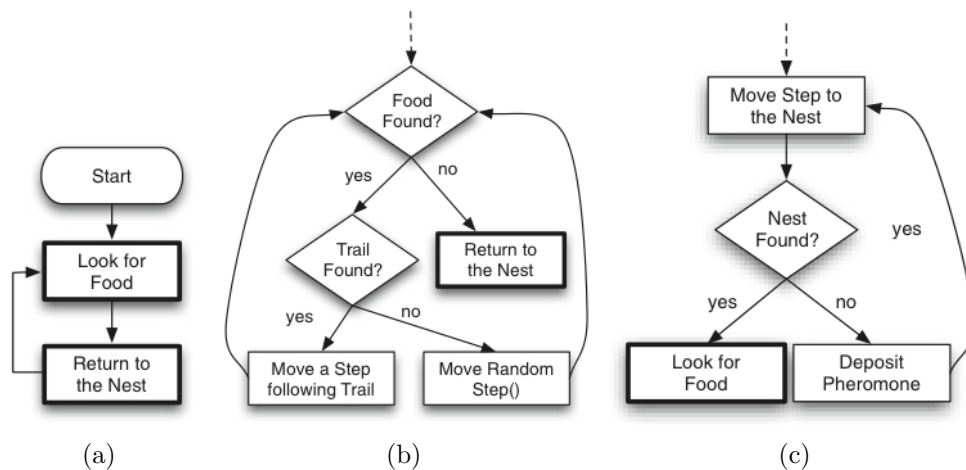 Start
Look for
Food
Return to
the Nest
(a)
Food
Found?
yes
no
Trail
Found?
Return to
the Nest
yes
no
Move a Step
following Trail
Move Random
Step()
(b)
Move Step to
the Nest
Nest
Found?
yes
yes
no
Look for
Food
Deposit
Pheromone
(c)